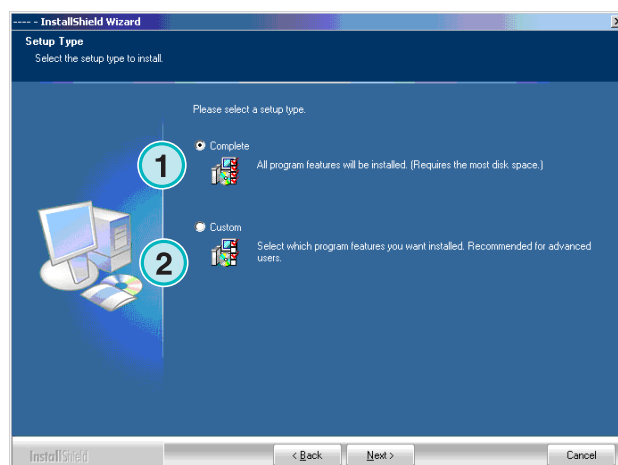 ---- - InstallShield Wizard
Setup Type
Select the setup type to install.
Please select a setup type.
Complete
1
All program features will be installed. (Requires the most disk space.)
Custom
2
Select which program features you want installed. Recommended for advanced
users.
InstallShield
< Back
Next >
Cancel